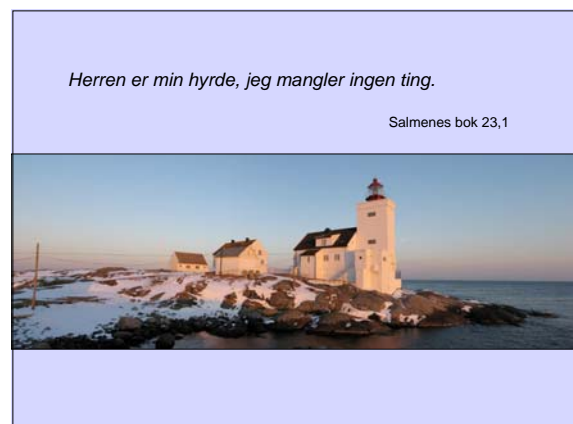 Herren er min hyrde, jeg mangler ingen ting.
Salmenes bok 23,1